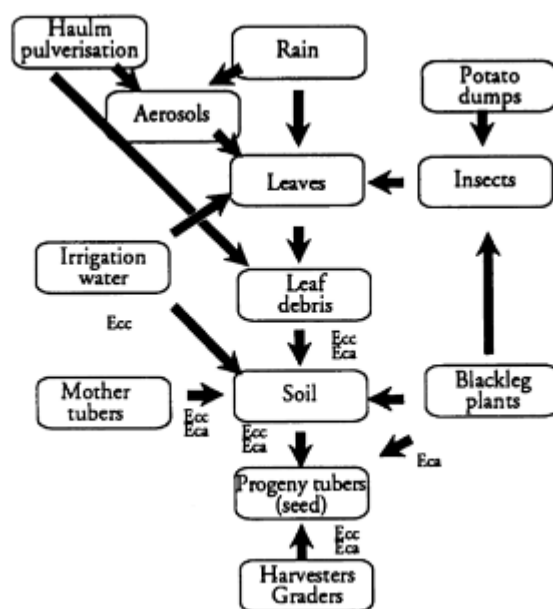 Haulm
pulverisation
Rain
Potato
dumps
Aerosols
Leaves
Insects
Irrigation
water
Ecc
Leaf
debris
Ecc
Eca
Mother
tubers
Ecc
Eca
Soil
Ecc
Eca
Blackleg
plants
Eca
Progeny tubers
(seed)
Ecc
Eca
Harvesters
Graders